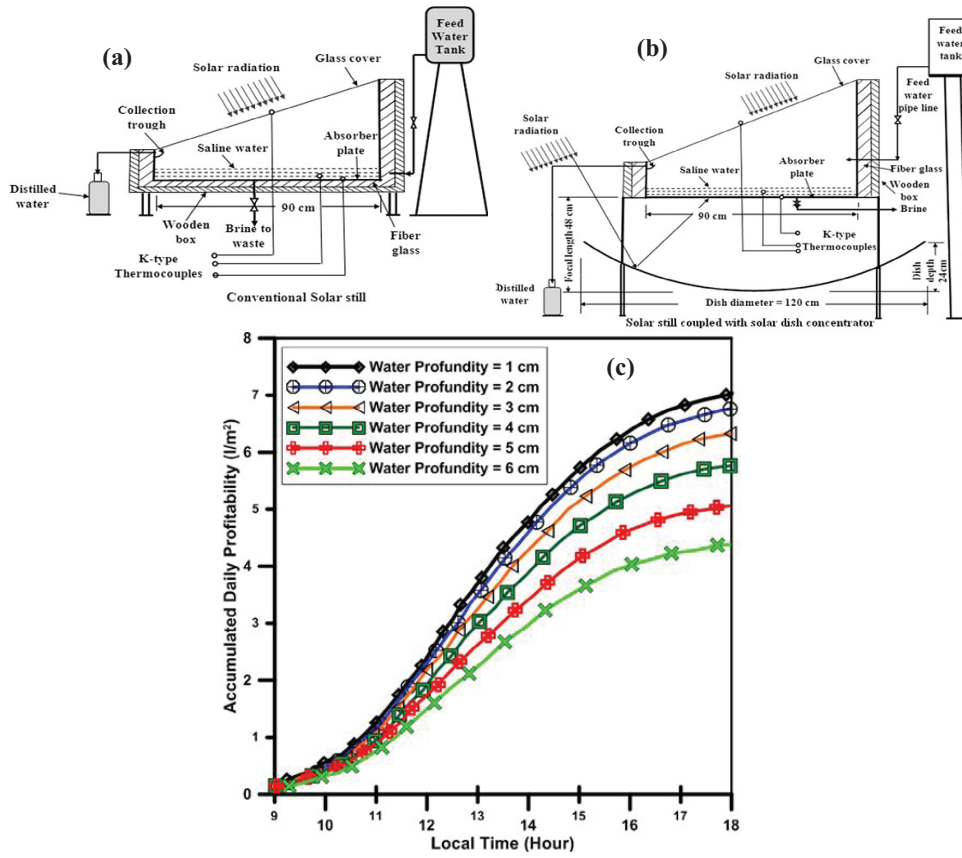 (a)
Feed
Water
Tank
Glass cover
Solar radiation
Collection
trough
Saline water
Absorber
plate
Distilled
water
90 cm
Wooden
box
Brine to
waste
Fiber
glass
K-type
Thermocouples
Conventional Solar still
(b)
Feed
water
tank
Glass cover
Solar radiation
Feed
water
pipe line
Solar
radiation
Collection
trough
Saline water
Absorber
plate
Fiber glass
Wooden
box
90 cm
Brine
Focal length 48 cm
K-type
Thermocouples
Dish
depth
24cm
Distilled
water
Dish diameter = 120 cm
Solar still coupled with solar dish concentrator
(c)
Water Profundity = 1 cm
Water Profundity = 2 cm
Water Profundity = 3 cm
Water Profundity = 4 cm
Water Profundity = 5 cm
Water Profundity = 6 cm
Accumulated Daily Profitability (l/m²)
8
7
6
5
4
3
2
1
0
9 10 11 12 13 14 15 16 17 18
Local Time (Hour)